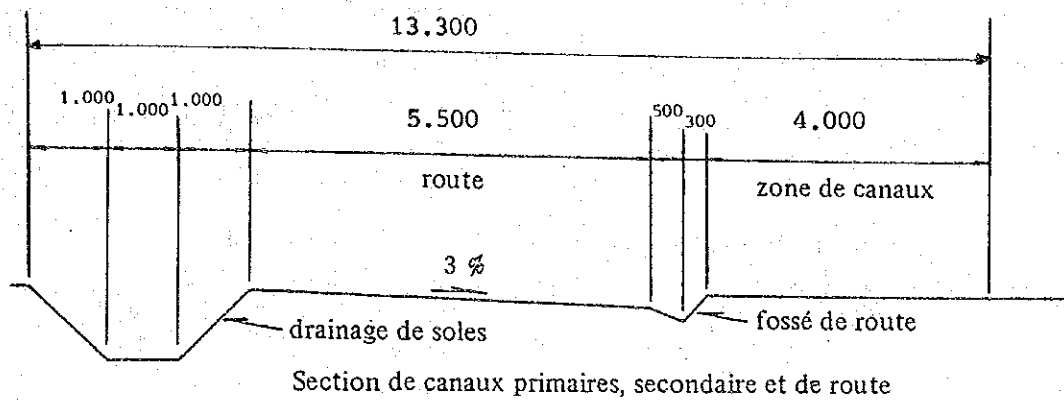 13.300
1.000 1.000 1.000 5.500 500 300 4.000
route zone de canaux
3 %
drainage de soles fossé de route
Section de canaux primaires, secondaire et de route